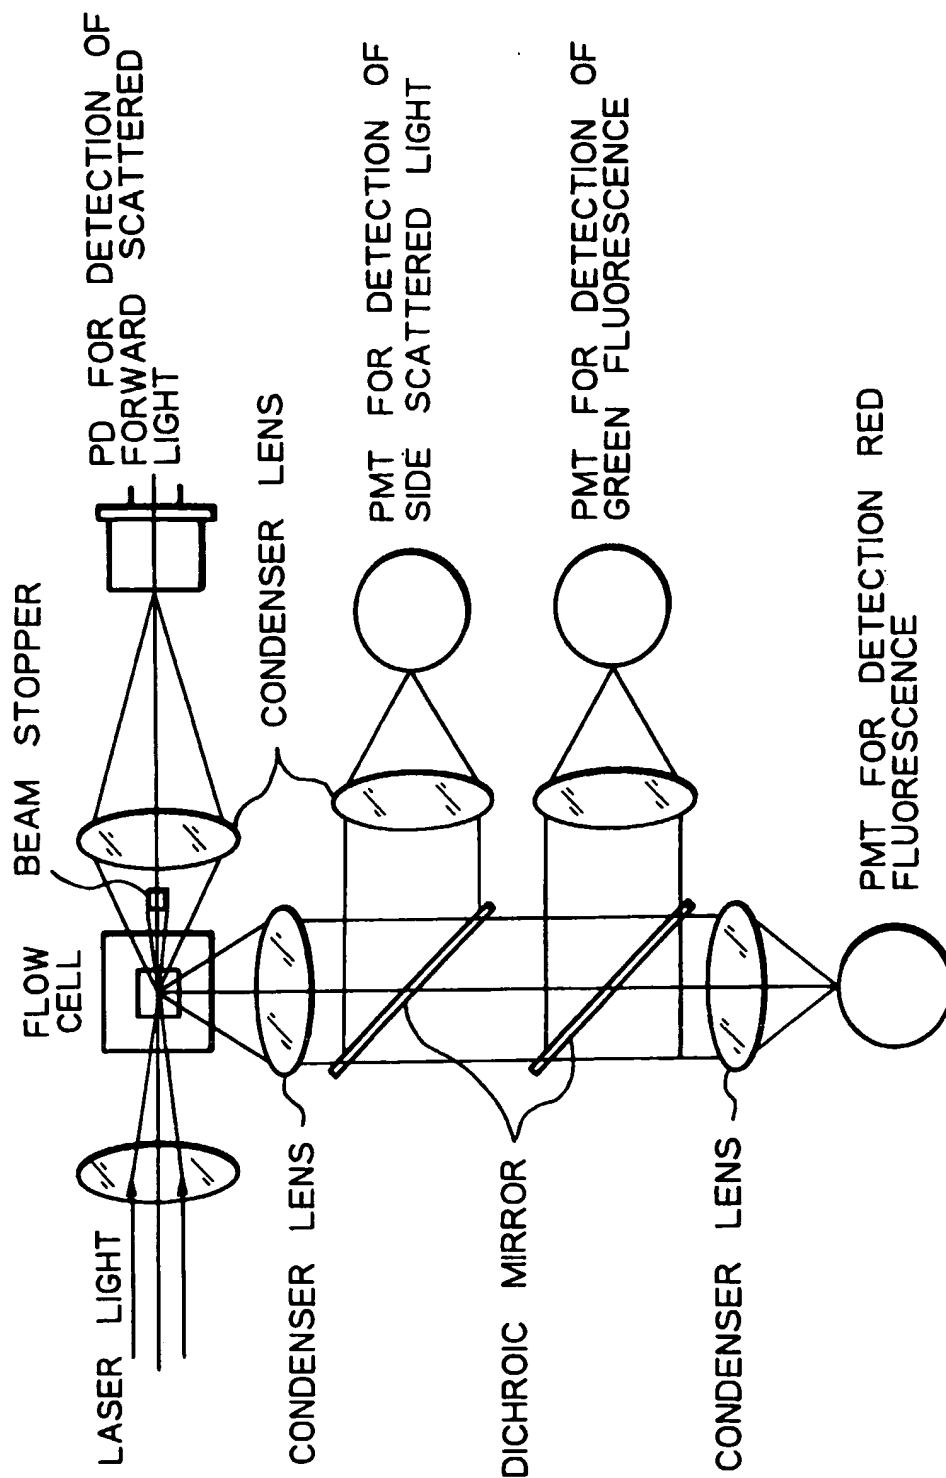 LASER LIGHT
FLOW
CELL
BEAM STOPPER
PD FOR DETECTION OF
FORWARD SCATTERED
LIGHT
CONDENSER LENS
CONDENSER LENS
PMT FOR DETECTION OF
SIDE SCATTERED LIGHT
DICHROIC MIRROR
PMT FOR DETECTION OF
GREEN FLUORESCENCE
CONDENSER LENS
PMT FOR DETECTION RED
FLUORESCENCE